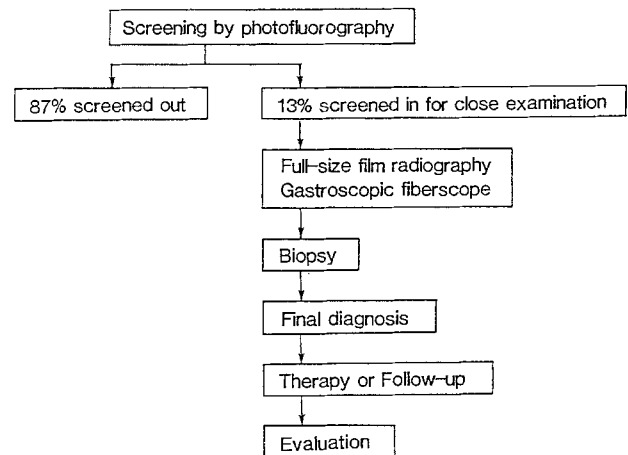 Screening by photofluorography
87% screened out
13% screened in for close examination
Full-size film radiography
Gastroscopic fiberscope
Biopsy
Final diagnosis
Therapy or Follow-up
Evaluation